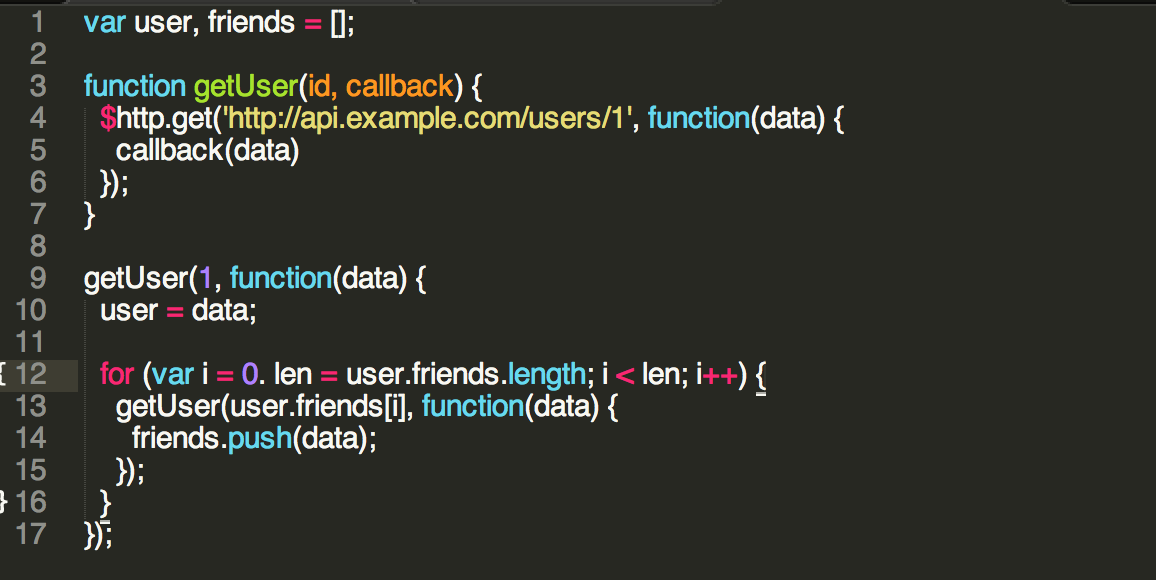 1 var user, friends = [];
2
3 function getUser(id, callback) {
4 $http.get('http://api.example.com/users/1', function(data) {
5 callback(data)
6 });
7 }
8
9 getUser(1, function(data) {
10 user = data;
11
{ 12 for (var i = 0. len = user.friends.length; i < len; i++) {
13 getUser(user.friends[i], function(data) {
14 friends.push(data);
15 });
} 16 }
17 });